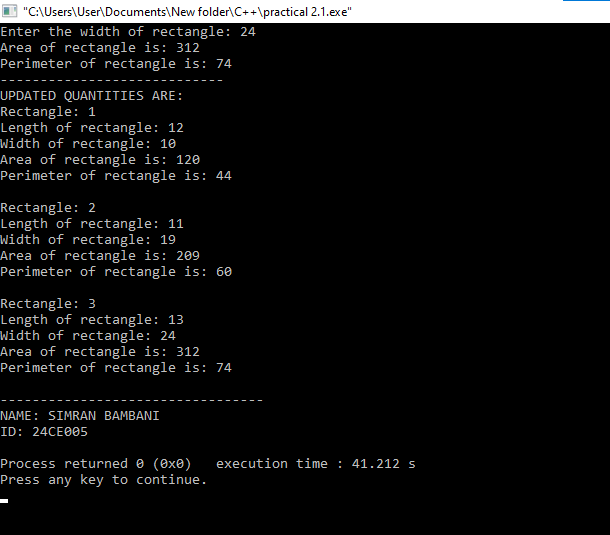 "C:\Users\User\Documents\New folder\C++\practical 2.1.exe"
Enter the width of rectangle: 24
Area of rectangle is: 312
Perimeter of rectangle is: 74
----------------------------
UPDATED QUANTITIES ARE:
Rectangle: 1
Length of rectangle: 12
Width of rectangle: 10
Area of rectangle is: 120
Perimeter of rectangle is: 44
Rectangle: 2
Length of rectangle: 11
Width of rectangle: 19
Area of rectangle is: 209
Perimeter of rectangle is: 60
Rectangle: 3
Length of rectangle: 13
Width of rectangle: 24
Area of rectangle is: 312
Perimeter of rectangle is: 74
---------------------------------
NAME: SIMRAN BAMBANI
ID: 24CE005
Process returned 0 (0x0)   execution time : 41.212 s
Press any key to continue.